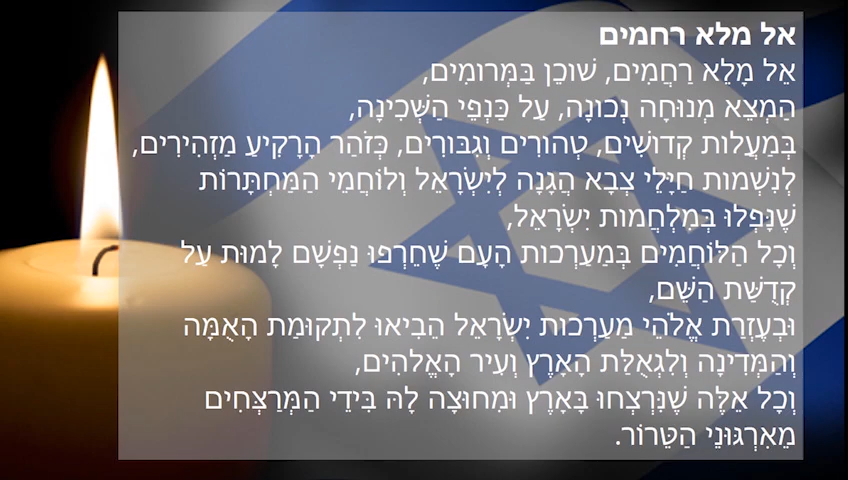 אל מלא רחמים
אֵל מָלֵא רַחֲמִים, שׁוֹכֵן בַּמְּרוֹמִים,
הַמְצֵא מְנוּחָה נְכוֹנָה, עַל כַּנְפֵי הַשְּׁכִינָה,
בְּמַעֲלוֹת קְדוֹשִׁים, טְהוֹרִים וְגִבּוֹרִים, כְּזֹהַר הָרָקִיעַ מַזְהִירִים,
לְנִשְׁמוֹת חַיָּלֵי צְבָא הֲגָנָה לְיִשְׂרָאֵל וְלוֹחֲמֵי הַמַּחְתָּרוֹת
שֶׁנָּפְלוּ בְּמִלְחֲמוֹת יִשְׂרָאֵל,
וְכָל הַלּוֹחֲמִים בְּמַעַרְכוֹת הָעָם שֶׁחֵרְפוּ נַפְשָׁם לָמוּת עַל
קְדֻשַּׁת הַשֵּׁם,
וּבְעֶזְרַת אֱלֹהֵי מַעַרְכוֹת יִשְׂרָאֵל הֵבִיאוּ לִתְקוּמַת הָאֻמָּה
וְהַמְּדִינָה וְלִגְאֻלַּת הָאָרֶץ וְעִיר הָאֱלֹהִים,
וְכָל אֵלֶּה שֶׁנִּרְצְחוּ בָּאָרֶץ וּמִחוּצָה לָהּ בִּידֵי הַמְּרַצְּחִים
מֵאִרְגּוּנֵי הַטֵּרוֹר.